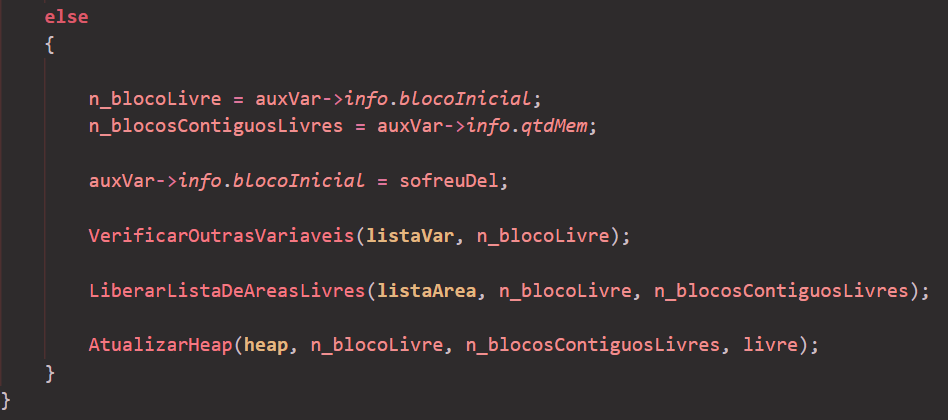 else
{
n_blocoLivre = auxVar->info.blocoInicial;
n_blocosContiguosLivres = auxVar->info.qtdMem;
auxVar->info.blocoInicial = sofreuDel;
VerificarOutrasVariaveis(listaVar, n_blocoLivre);
LiberarListaDeAreasLivres(listaArea, n_blocoLivre, n_blocosContiguosLivres);
AtualizarHeap(heap, n_blocoLivre, n_blocosContiguosLivres, livre);
}
}